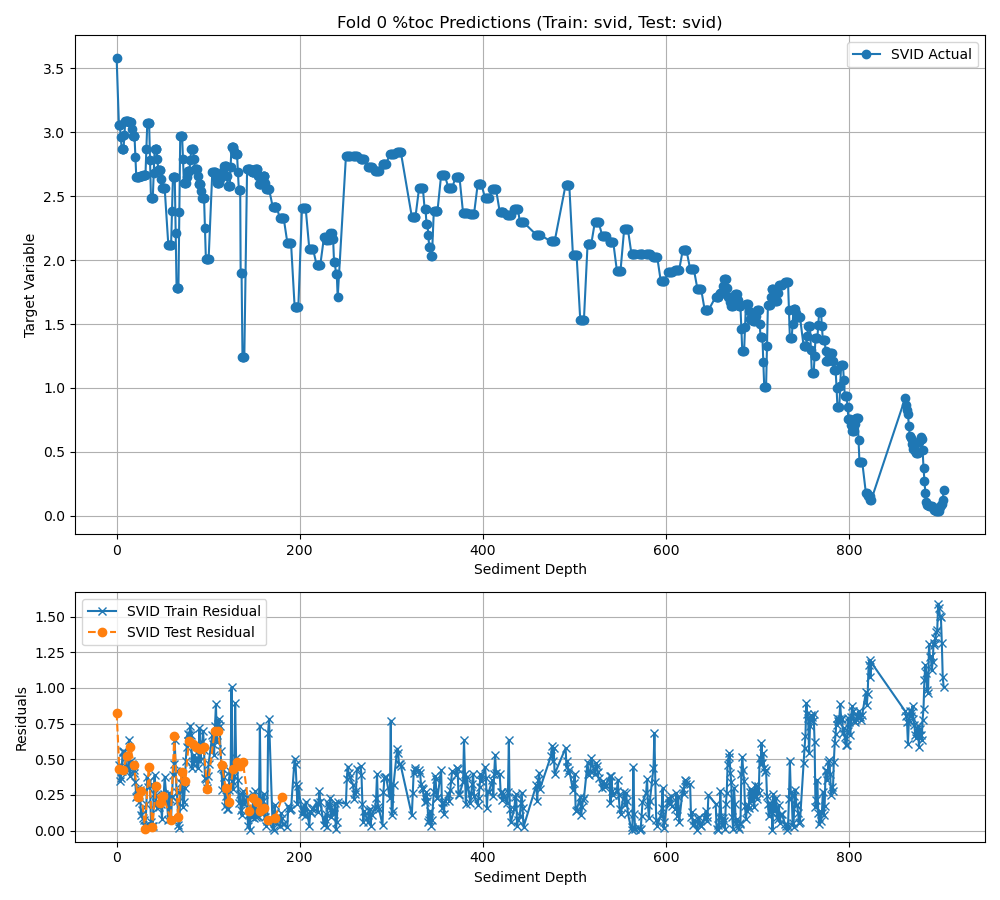 Fold 0 %toc Predictions (Train: svid, Test: svid)
SVID Actual
Target Variable
3.5
3.0
2.5
2.0
1.5
1.0
0.5
0.0
0 200 400 600 800
Sediment Depth
SVID Train Residual
SVID Test Residual
Residuals
1.50
1.25
1.00
0.75
0.50
0.25
0.00
0 200 400 600 800
Sediment Depth